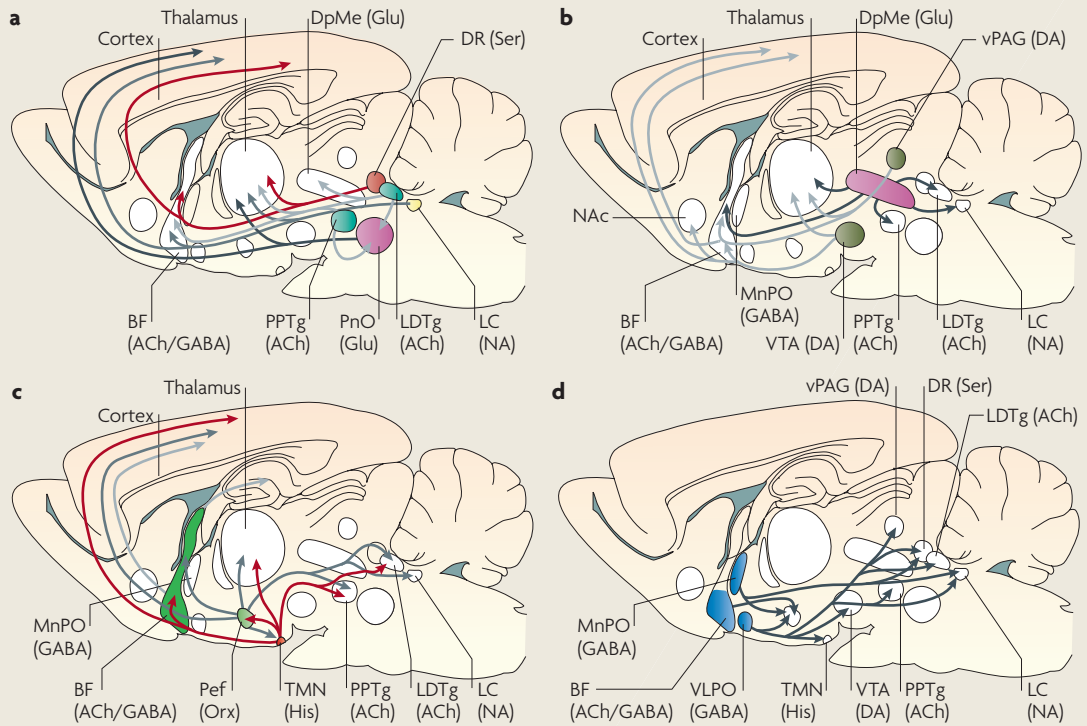 a
Thalamus
DpMe (Glu)
Cortex
DR (Ser)
BF
(ACh/GABA)
PPTg
(ACh)
PnO
(Glu)
LDTg
(ACh)
LC
(NA)
b
Thalamus
DpMe (Glu)
Cortex
vPAG (DA)
NAc
BF
(ACh/GABA)
MnPO
(GABA)
VTA (DA)
PPTg
(ACh)
LDTg
(ACh)
LC
(NA)
c
Thalamus
Cortex
MnPO
(GABA)
BF
(ACh/GABA)
Pef
(Orx)
TMN
(His)
PPTg
(ACh)
LDTg
(ACh)
LC
(NA)
d
vPAG (DA)
DR (Ser)
LDTg (ACh)
MnPO
(GABA)
BF
(ACh/GABA)
VLPO
(GABA)
TMN
(His)
VTA
(DA)
PPTg
(ACh)
LC
(NA)